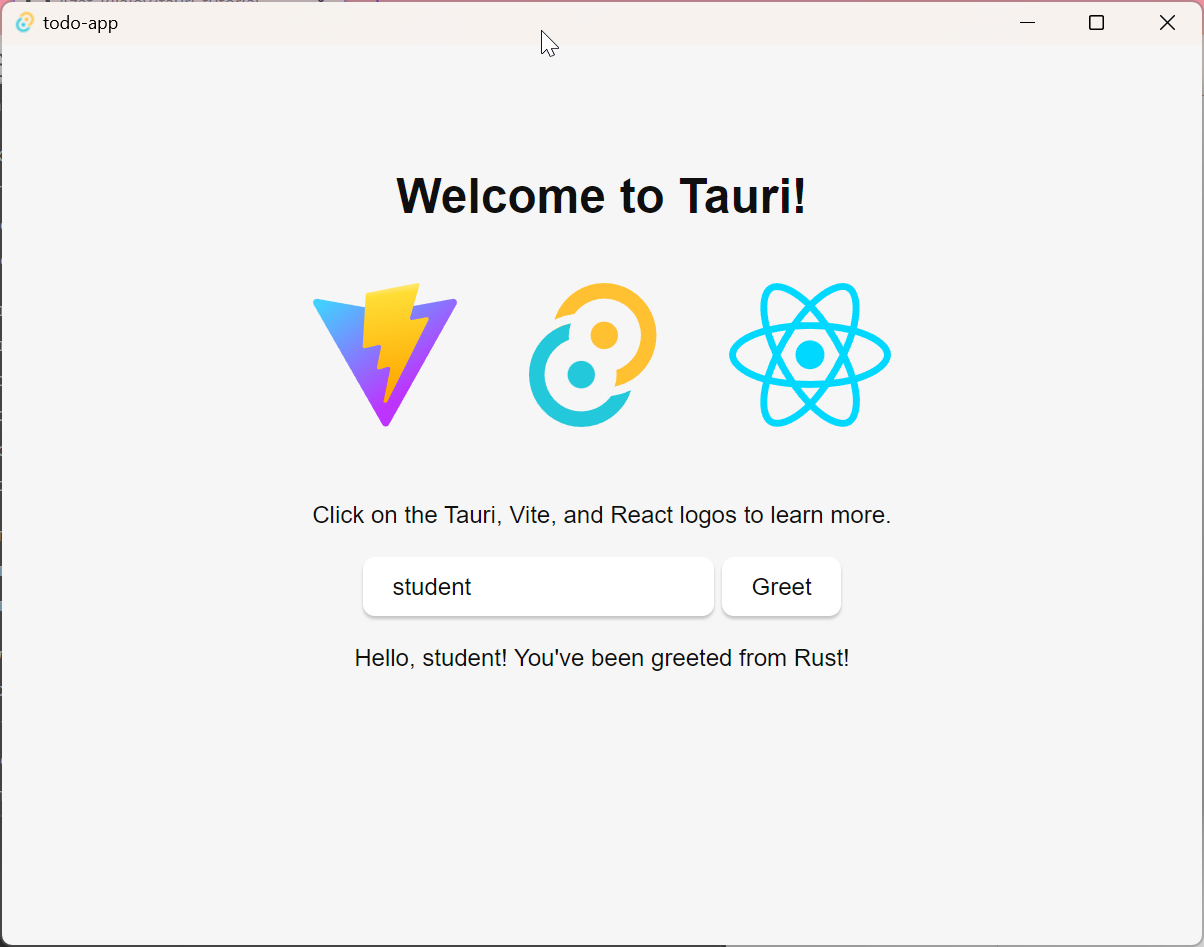 todo-app
Welcome to Tauri!
Click on the Tauri, Vite, and React logos to learn more.
student
Greet
Hello, student! You've been greeted from Rust!